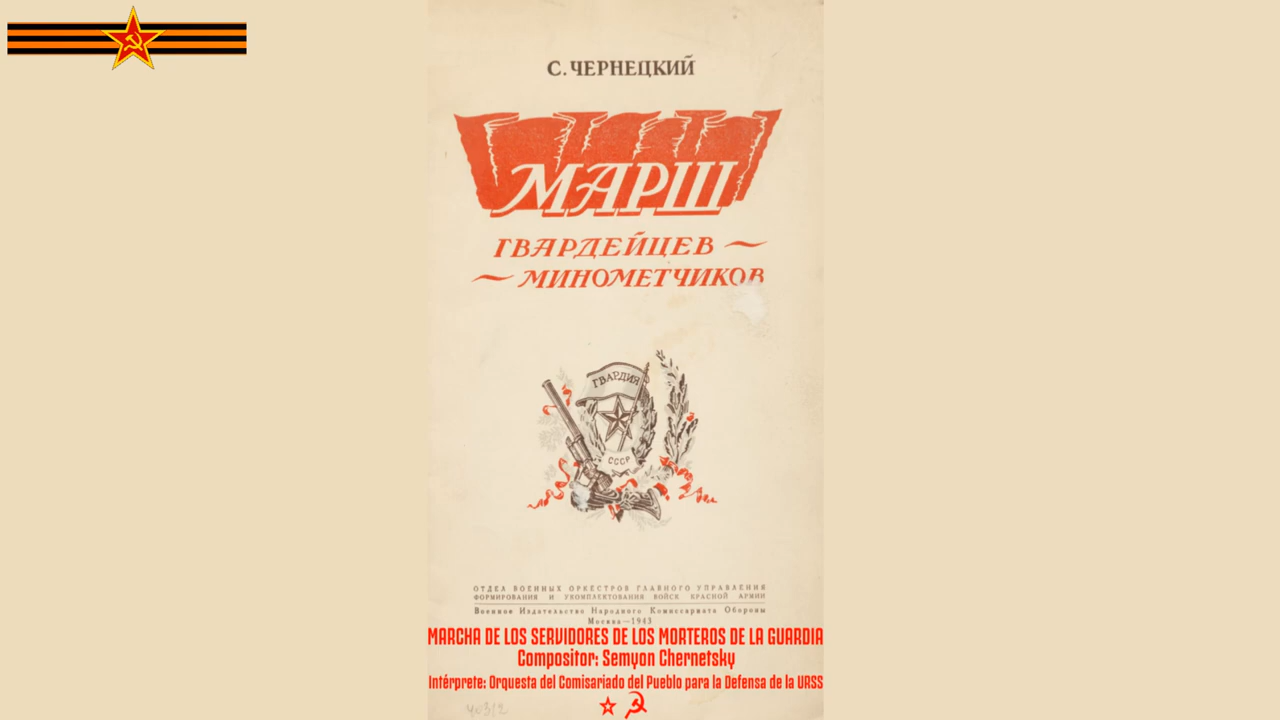 С. ЧЕРНЕЦКИЙ
МАРШ
ГВАРДЕЙЦЕВ
МИНОМЕТЧИКОВ
ГВАРДИЯ
СССР
ОТДЕЛ ВОЕННЫХ ОРКЕСТРОВ ГЛАВНОГО УПРАВЛЕНИЯ
ФОРМИРОВАНИЯ И УКОМПЛЕКТОВАНИЯ ВОЙСК КРАСНОЙ АРМИИ
Военное Издательство Народного Комиссариата Обороны
Москва—1943
MARCHA DE LOS SERVIDORES DE LOS MORTEROS DE LA GUARDIA
Compositor: Semyon Chernetsky
Intérprete: Orquesta del Comisariado del Pueblo para la Defensa de la URSS